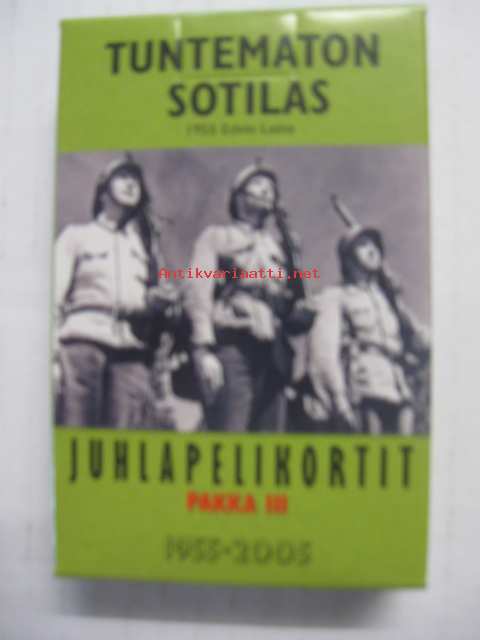 TUNTEMATON
SOTILAS
1955 Edvin Laine
Antikvariaatti.net
JUHLAPELIKORTIT
PAKKA III
1955-2005